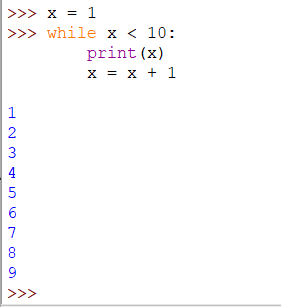 >>> x = 1
>>> while x < 10:
        print(x)
        x = x + 1

1
2
3
4
5
6
7
8
9
>>>